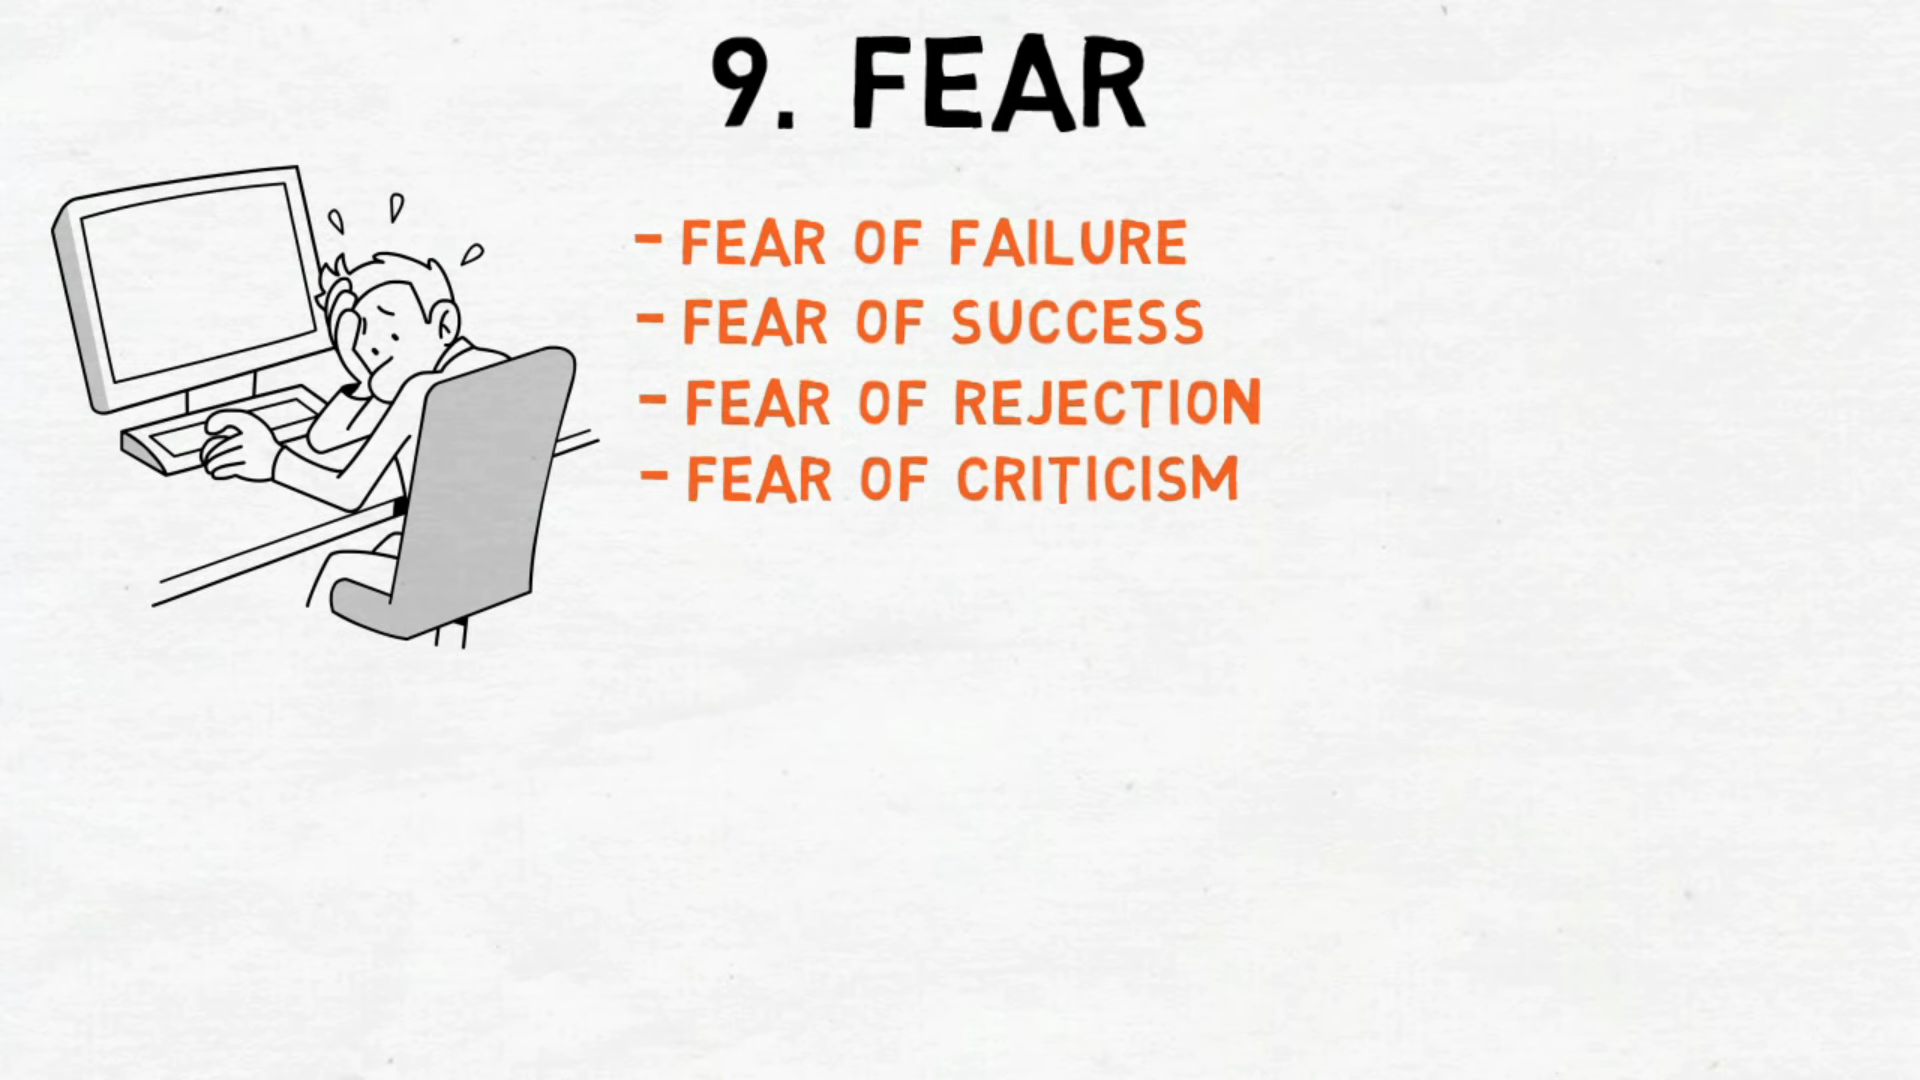 9. FEAR
- FEAR OF FAILURE
- FEAR OF SUCCESS
- FEAR OF REJECTION
- FEAR OF CRITICISM